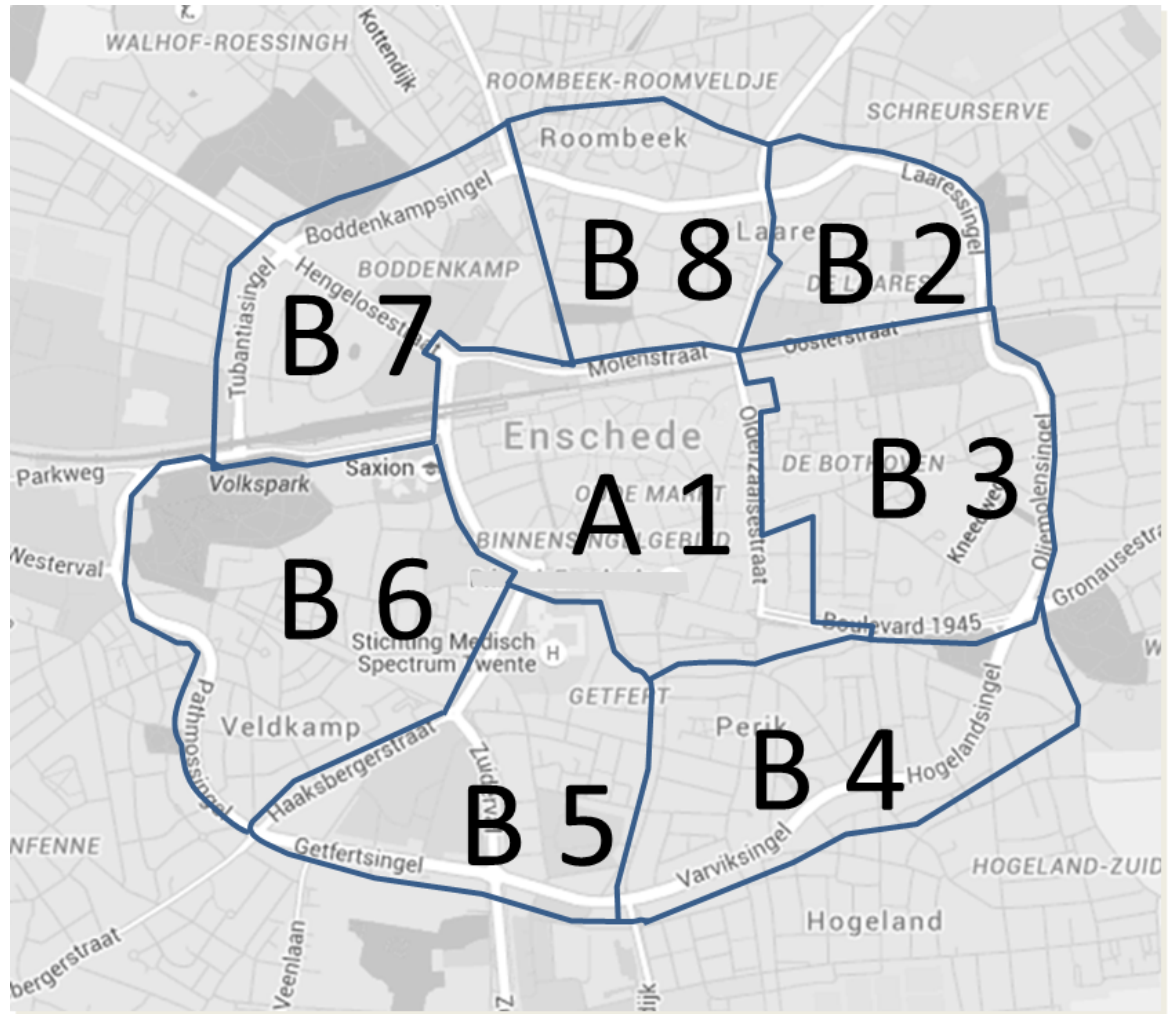 WALHOF-ROESSINGH
Kottendijk
ROOMBEEK-ROOMVELDJE
SCHREURSERVE
Roombeek
Laaressingel
Boddenkampsingel
B 8
Laare
B 2
DE LAARES
BODDENKAMP
Hengelosestraat
Tubantiasingel
B 7
Molenstraat
Oosterstraat
Enschede
Oldenzaalsestraat
DE BOTHOVEN
B 3
Oliemolensingel
Parkweg
Saxion
Volkspark
OUDE MARKT
A 1
BINNENSINGELGEBIED
Kneedweg
Westerval
B 6
Gronausestra
Boulevard 1945
Stichting Medisch
Spectrum Twente
H
GETFERT
Pathmossingel
Veldkamp
Perik
Hogelandsingel
B 4
Haaksbergerstraat
B 5
Getfertsingel
Varviksingel
NFENNE
HOGELAND-ZUID
Hogeland
bergerstraat
Veenlaan
dijk